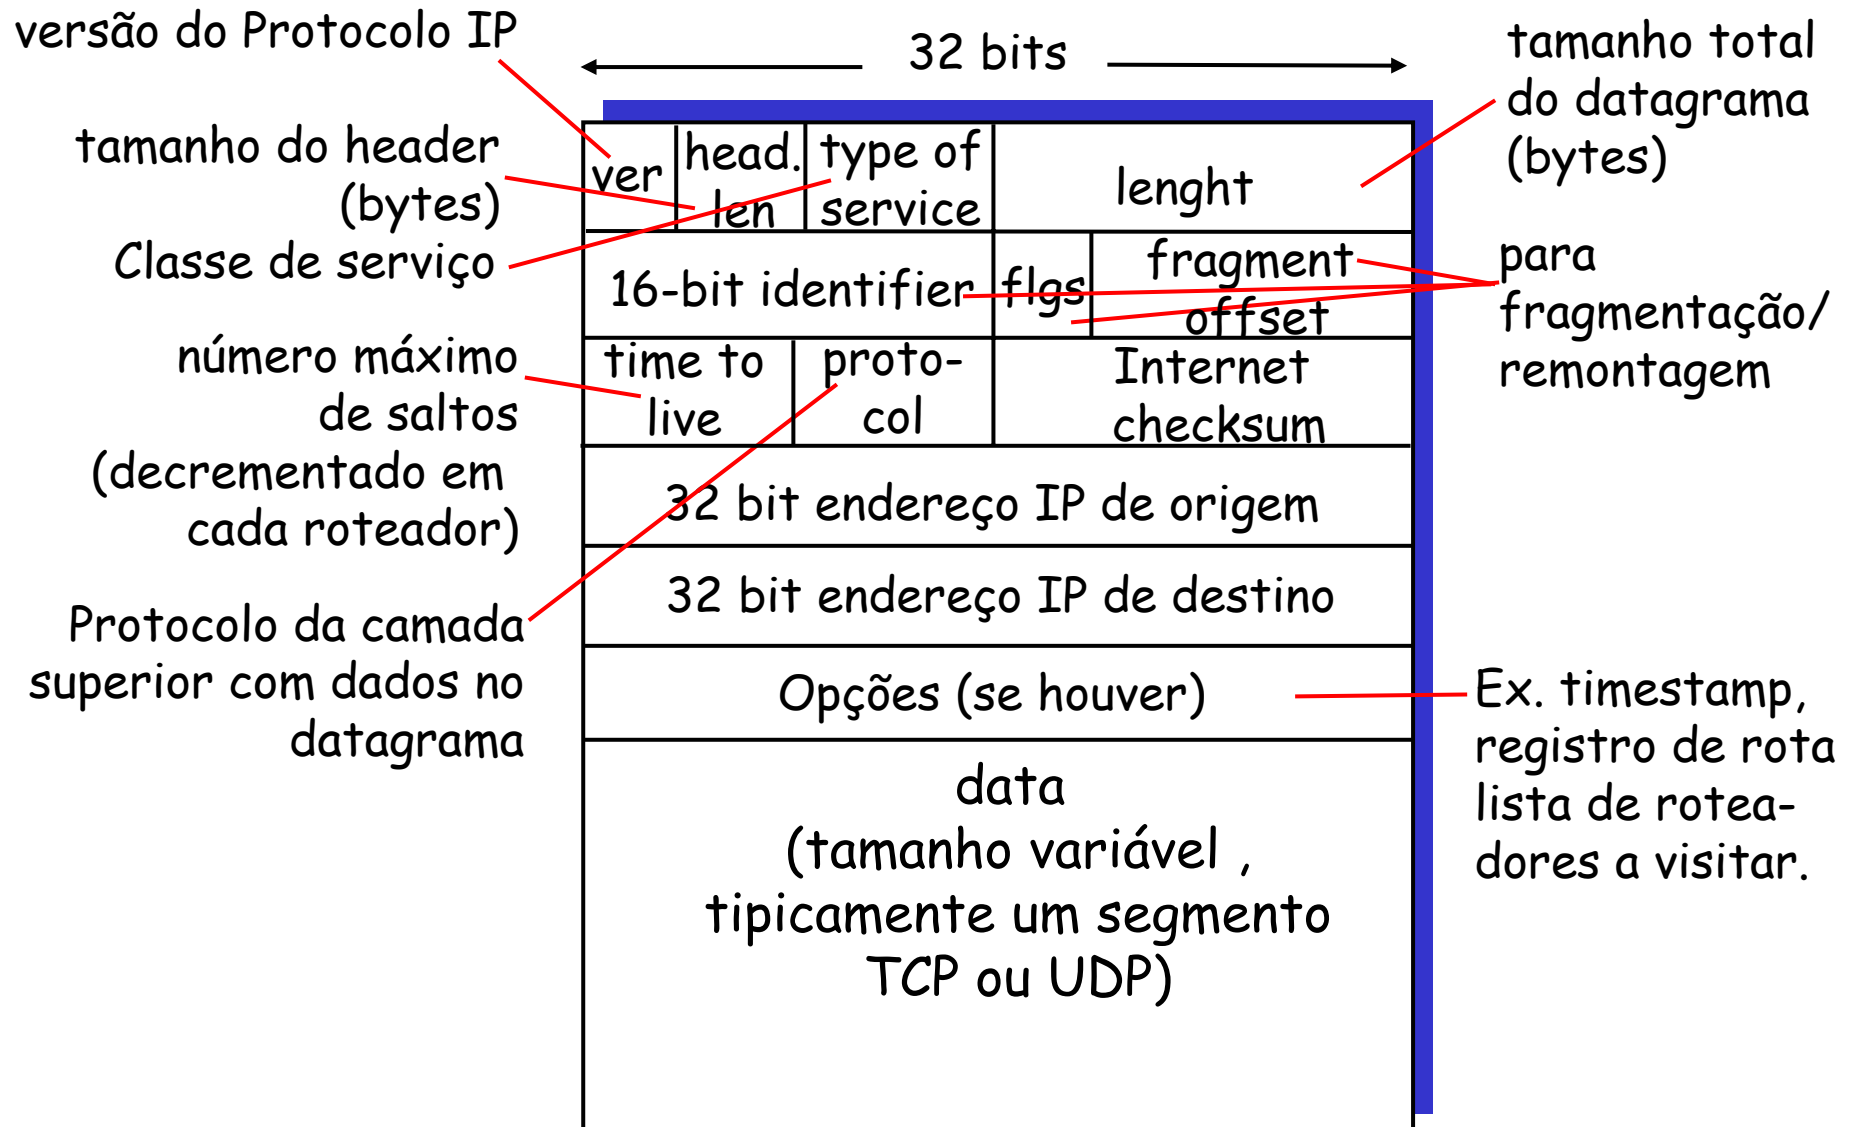 versão do Protocolo IP
32 bits
tamanho total
do datagrama
(bytes)
tamanho do header
(bytes)
Classe de serviço
ver
head.
len
type of
service
lenght
16-bit identifier
flgs
fragment
offset
para
fragmentação/
remontagem
número máximo
de saltos
(decrementado em
cada roteador)
time to
live
proto-
col
Internet
checksum
32 bit endereço IP de origem
32 bit endereço IP de destino
Protocolo da camada
superior com dados no
datagrama
Opções (se houver)
Ex. timestamp,
registro de rota
lista de rotea-
dores a visitar.
data
(tamanho variável ,
tipicamente um segmento
TCP ou UDP)